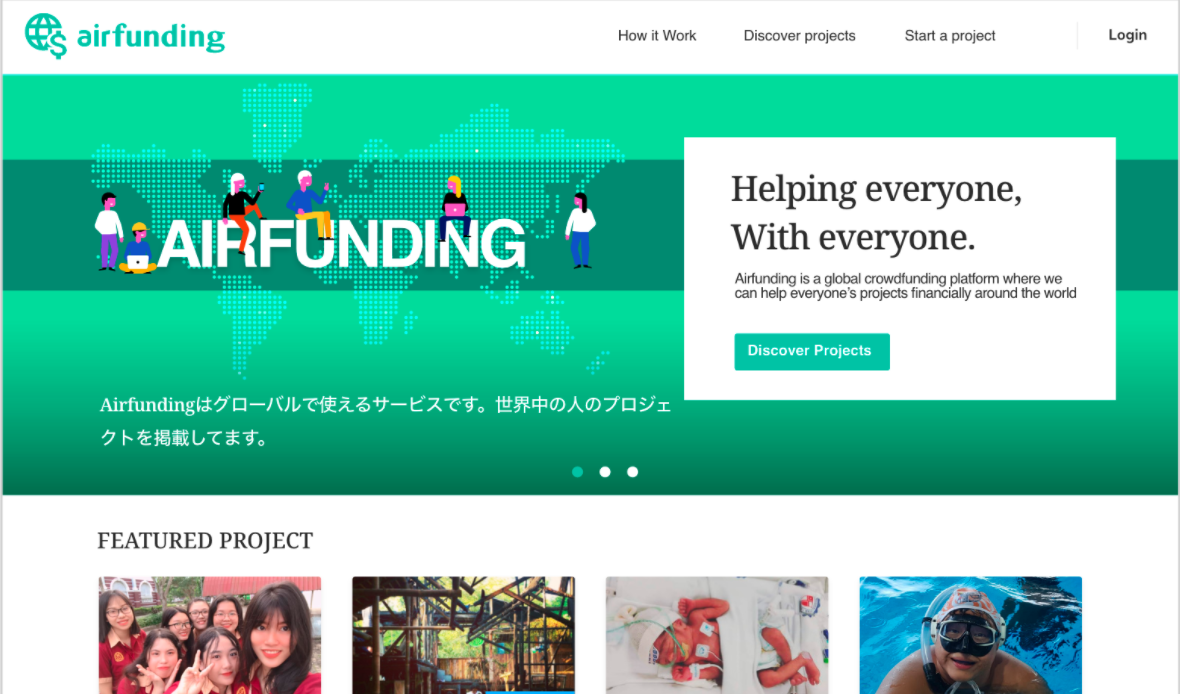 airfunding
How it Work
Discover projects
Start a project
Login
AIRFUNDING
Helping everyone,
With everyone.
Airfunding is a global crowdfunding platform where we
can help everyone's projects financially around the world
Discover Projects
Airfundingはグローバルで使えるサービスです。世界中の人のプロジェ
クトを掲載してます。
FEATURED PROJECT